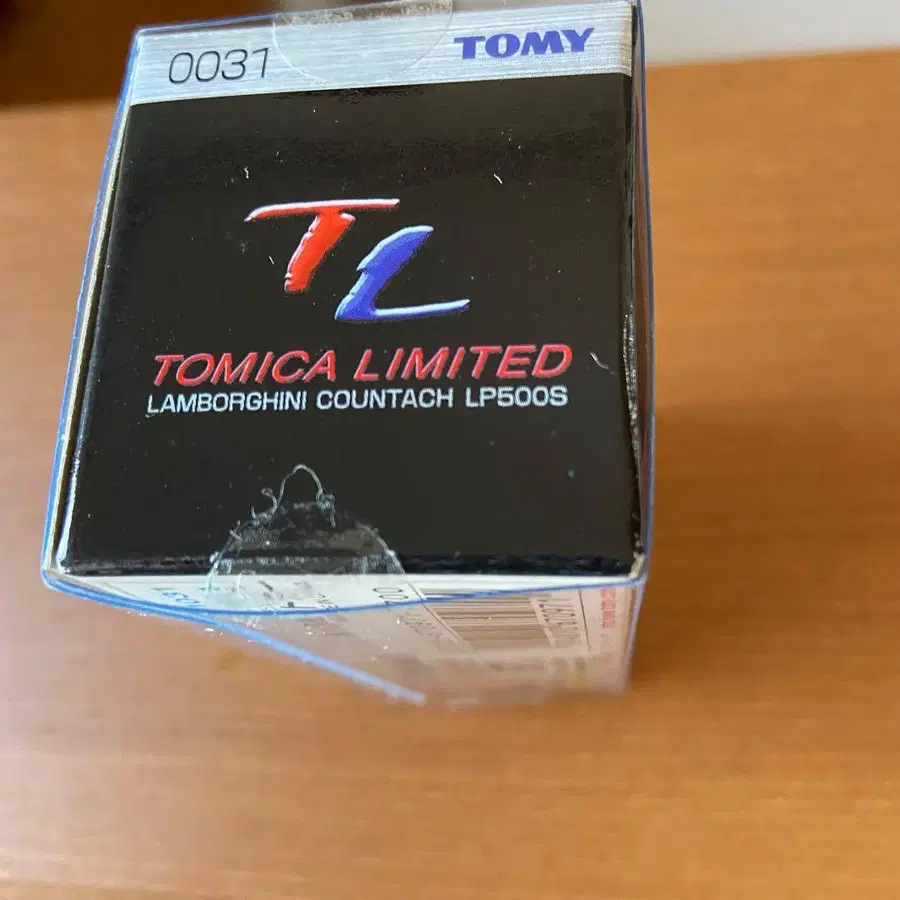 0031 TOMY
TL
TOMICA LIMITED
LAMBORGHINI COUNTACH LP500S